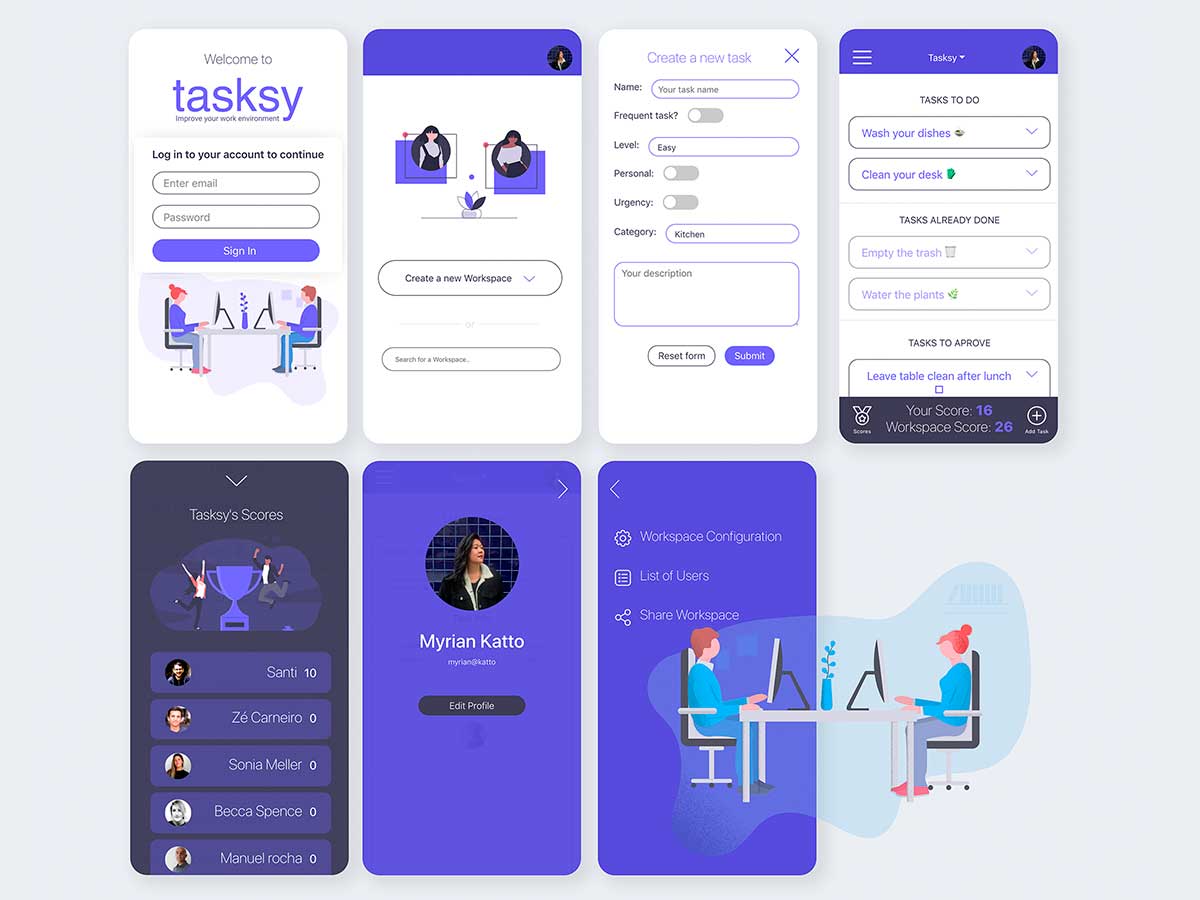 Welcome to
tasksy
Improve your work environment
Log in to your account to continue
Enter email
Password
Sign In
Create a new Workspace
or
Search for a Workspace..
Create a new task
Name:
Your task name
Frequent task?
Level:
Easy
Personal:
Urgency:
Category:
Kitchen
Your description
Reset form
Submit
Tasksy
TASKS TO DO
Wash your dishes
Clean your desk
TASKS ALREADY DONE
Empty the trash
Water the plants
TASKS TO APROVE
Leave table clean after lunch
Your Score: 16
Workspace Score: 26
Scores
Add Task
Tasksy's Scores
Santi 10
Zé Carneiro 0
Sonia Meller 0
Becca Spence 0
Manuel rocha 0
Myrian Katto
myrian@katto
Edit Profile
Workspace Configuration
List of Users
Share Workspace